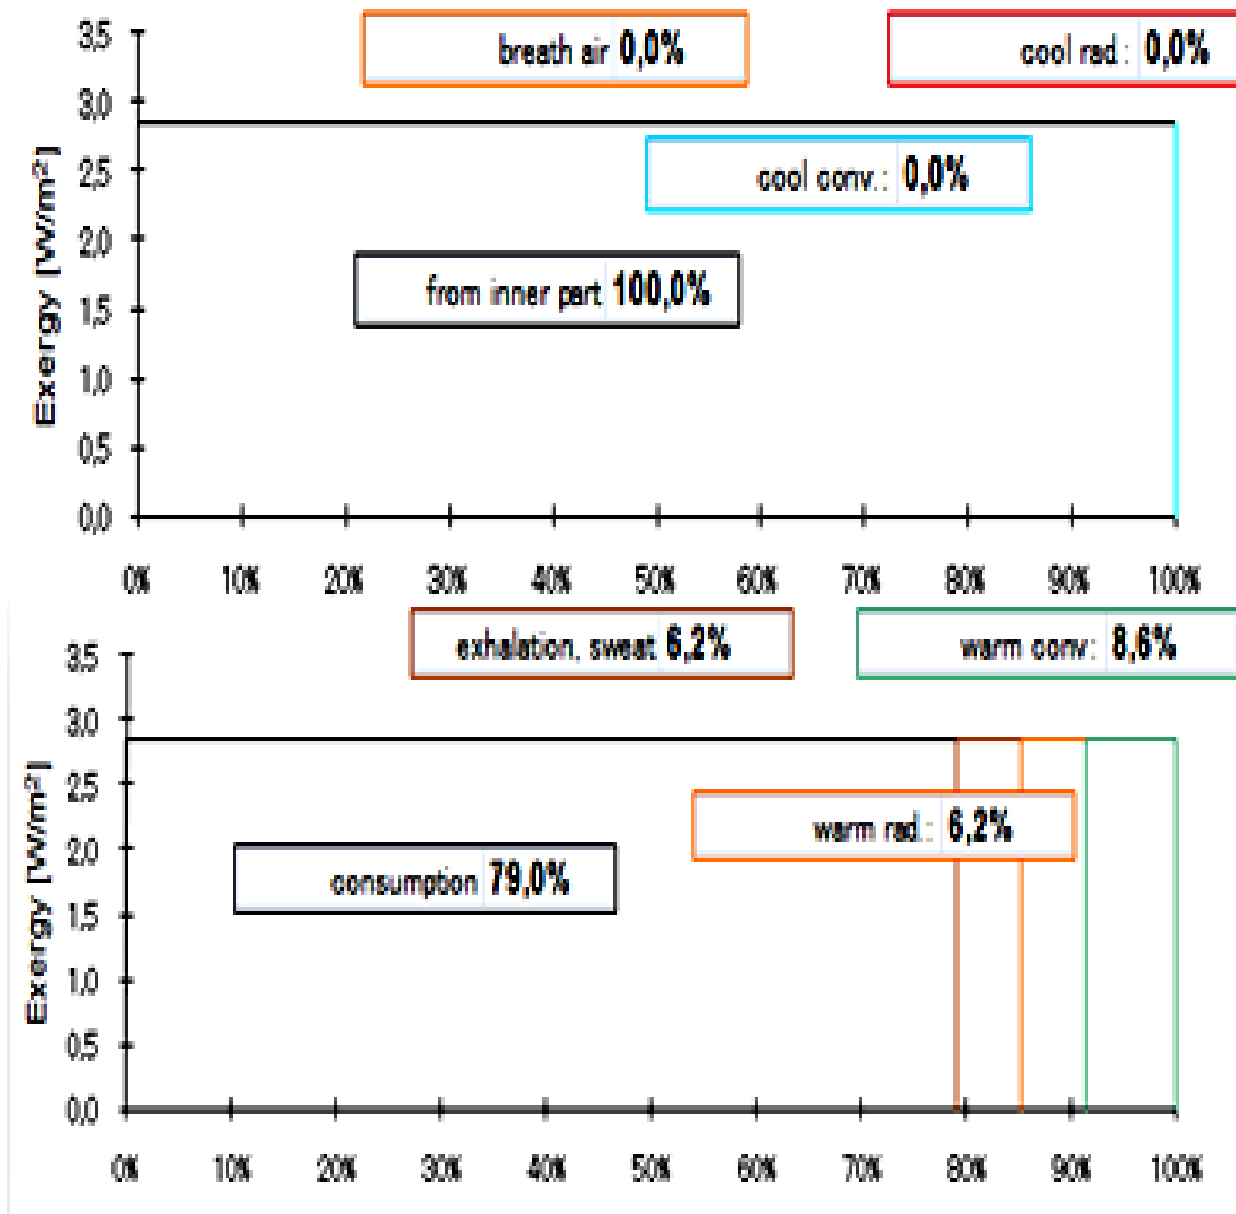 breath air 0,0%
cool rad.: 0,0%
3,5
3,0
2,5
2,0
1,5
1,0
0,5
0,0
Exergy [W/m²]
cool conv.: 0,0%
from inner part 100,0%
0% 10% 20% 30% 40% 50% 60% 70% 80% 90% 100%
exhalation, sweat 6,2%
warm conv: 8,6%
3,5
3,0
2,5
2,0
1,5
1,0
0,5
0,0
Exergy [W/m²]
warm rad.: 6,2%
consumption 79,0%
0% 10% 20% 30% 40% 50% 60% 70% 80% 90% 100%